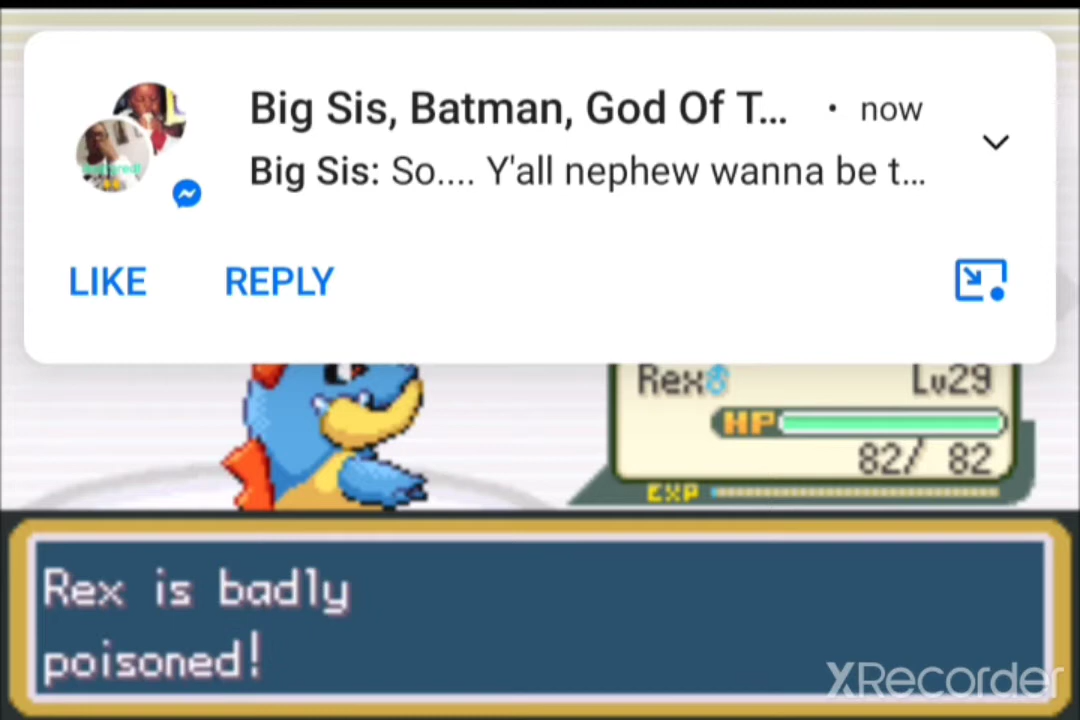 Big Sis, Batman, God Of T... • now
Big Sis: So.... Y'all nephew wanna be t...
LIKE REPLY
Rex♂ Lv29
HP
82/ 82
EXP
Rex is badly
poisoned!
XRecorder